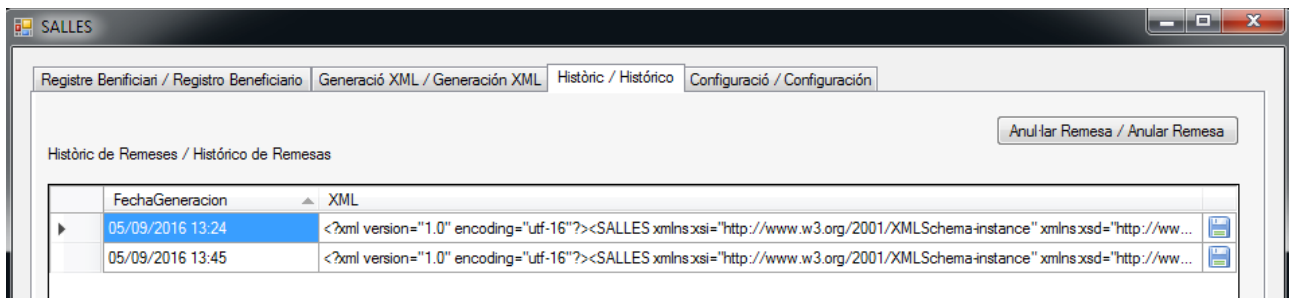 SALLES
Registre Benificiari / Registro Beneficiario Generació XML / Generación XML Històric / Histórico Configuració / Configuración
Anul·lar Remesa / Anular Remesa
Històric de Remeses / Histórico de Remesas
FechaGeneracion XML
05/09/2016 13:24 <?xml version="1.0" encoding="utf-16"?><SALLES xmlns:xsi="http://www.w3.org/2001/XMLSchema-instance" xmlns:xsd="http://ww...
05/09/2016 13:45 <?xml version="1.0" encoding="utf-16"?><SALLES xmlns:xsi="http://www.w3.org/2001/XMLSchema-instance" xmlns:xsd="http://ww...